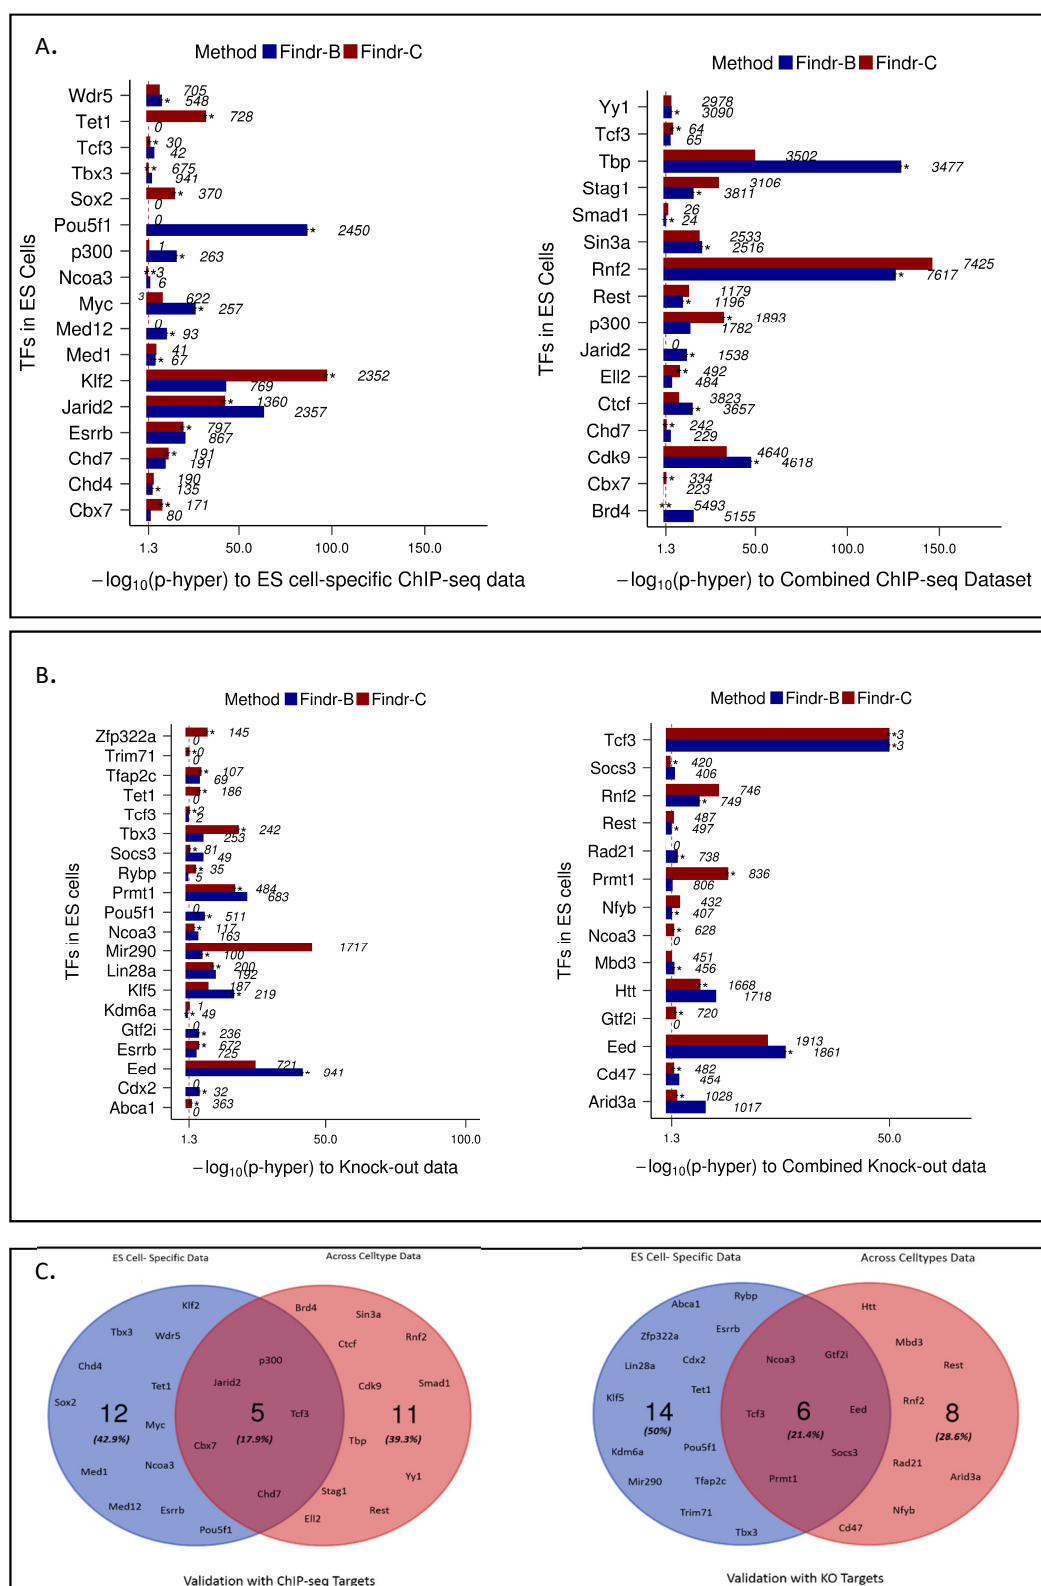 A.
Method Findr-B Findr-C
TFs in ES Cells
Wdr5 705
** 548
Tet1 ** 728
0
Tcf3 ** 30
42
Tbx3 ** 675
941
Sox2 ** 370
0
Pou5f1 0
** 2450
p300 1
** 263
Ncoa3 **3
6
Myc 3 622
** 257
Med12 0
** 93
Med1 41
** 67
Klf2 ** 2352
769
Jarid2 ** 1360
2357
Esrrb ** 797
867
Chd7 ** 191
191
Chd4 190
** 135
Cbx7 ** 171
80
1.3 50.0 100.0 150.0
−log10(p-hyper) to ES cell-specific ChIP-seq data
Method Findr-B Findr-C
TFs in ES Cells
Yy1 2978
** 3090
Tcf3 ** 64
65
Tbp 3502
** 3477
Stag1 3106
** 3811
Smad1 26
** 24
Sin3a 2533
** 2516
Rnf2 7425
** 7617
Rest 1179
** 1196
p300 ** 1893
1782
Jarid2 0
** 1538
Ell2 ** 492
484
Ctcf 3823
** 3657
Chd7 ** 242
229
Cdk9 4640
** 4618
Cbx7 ** 334
223
Brd4 ** 5493
5155
1.3 50.0 100.0 150.0
−log10(p-hyper) to Combined ChIP-seq Dataset
B.
Method Findr-B Findr-C
TFs in ES cells
Zfp322a ** 145
0
Trim71 **0
0
Tfap2c ** 107
69
Tet1 ** 186
0
Tcf3 **2
2
Tbx3 ** 242
253
Socs3 ** 81
49
Rybp ** 35
5
Prmt1 ** 484
683
Pou5f1 0
** 511
Ncoa3 ** 117
163
Mir290 1717
** 100
Lin28a ** 200
192
Klf5 187
** 219
Kdm6a 1
** 49
Gtf2i 0
** 236
Esrrb ** 672
725
Eed 721
** 941
Cdx2 0
** 32
Abca1 ** 363
0
1.3 50.0 100.0
−log10(p-hyper) to Knock-out data
Method Findr-B Findr-C
TFs in ES cells
Tcf3 **3
**3
Socs3 ** 420
406
Rnf2 746
** 749
Rest 487
** 497
Rad21 0
** 738
Prmt1 ** 836
806
Nfyb 432
** 407
Ncoa3 ** 628
0
Mbd3 451
** 456
Htt ** 1668
1718
Gtf2i ** 720
0
Eed 1913
** 1861
Cd47 ** 482
454
Arid3a ** 1028
1017
1.3 50.0
−log10(p-hyper) to Combined Knock-out data
C.
ES Cell- Specific Data Across Celltype Data
Klf2
Tbx3 Wdr5
Chd4
Tet1
Sox2
12
(42.9%)
Myc
Med1 Ncoa3
Med12 Esrrb
Pou5f1
p300
Jarid2
5
(17.9%)
Tcf3
Cbx7
Chd7
Brd4 Sin3a
Ctcf Rnf2
Cdk9 Smad1
11
(39.3%)
Tbp
Yy1
Stag1
Rest
Ell2
Validation with ChIP-seq Targets
ES Cell- Specific Data Across Celltypes Data
Abca1 Rybp
Zfp322a Esrrb
Lin28a Cdx2
Klf5 Tet1
14
(50%)
Kdm6a Pou5f1
Mir290 Tfap2c
Trim71
Tbx3
Ncoa3 Gtf2i
Tcf3
6
(21.4%)
Eed
Socs3
Prmt1
Htt
Mbd3
Rest
Rnf2
8
(28.6%)
Rad21
Arid3a
Nfyb
Cd47
Validation with KO Targets